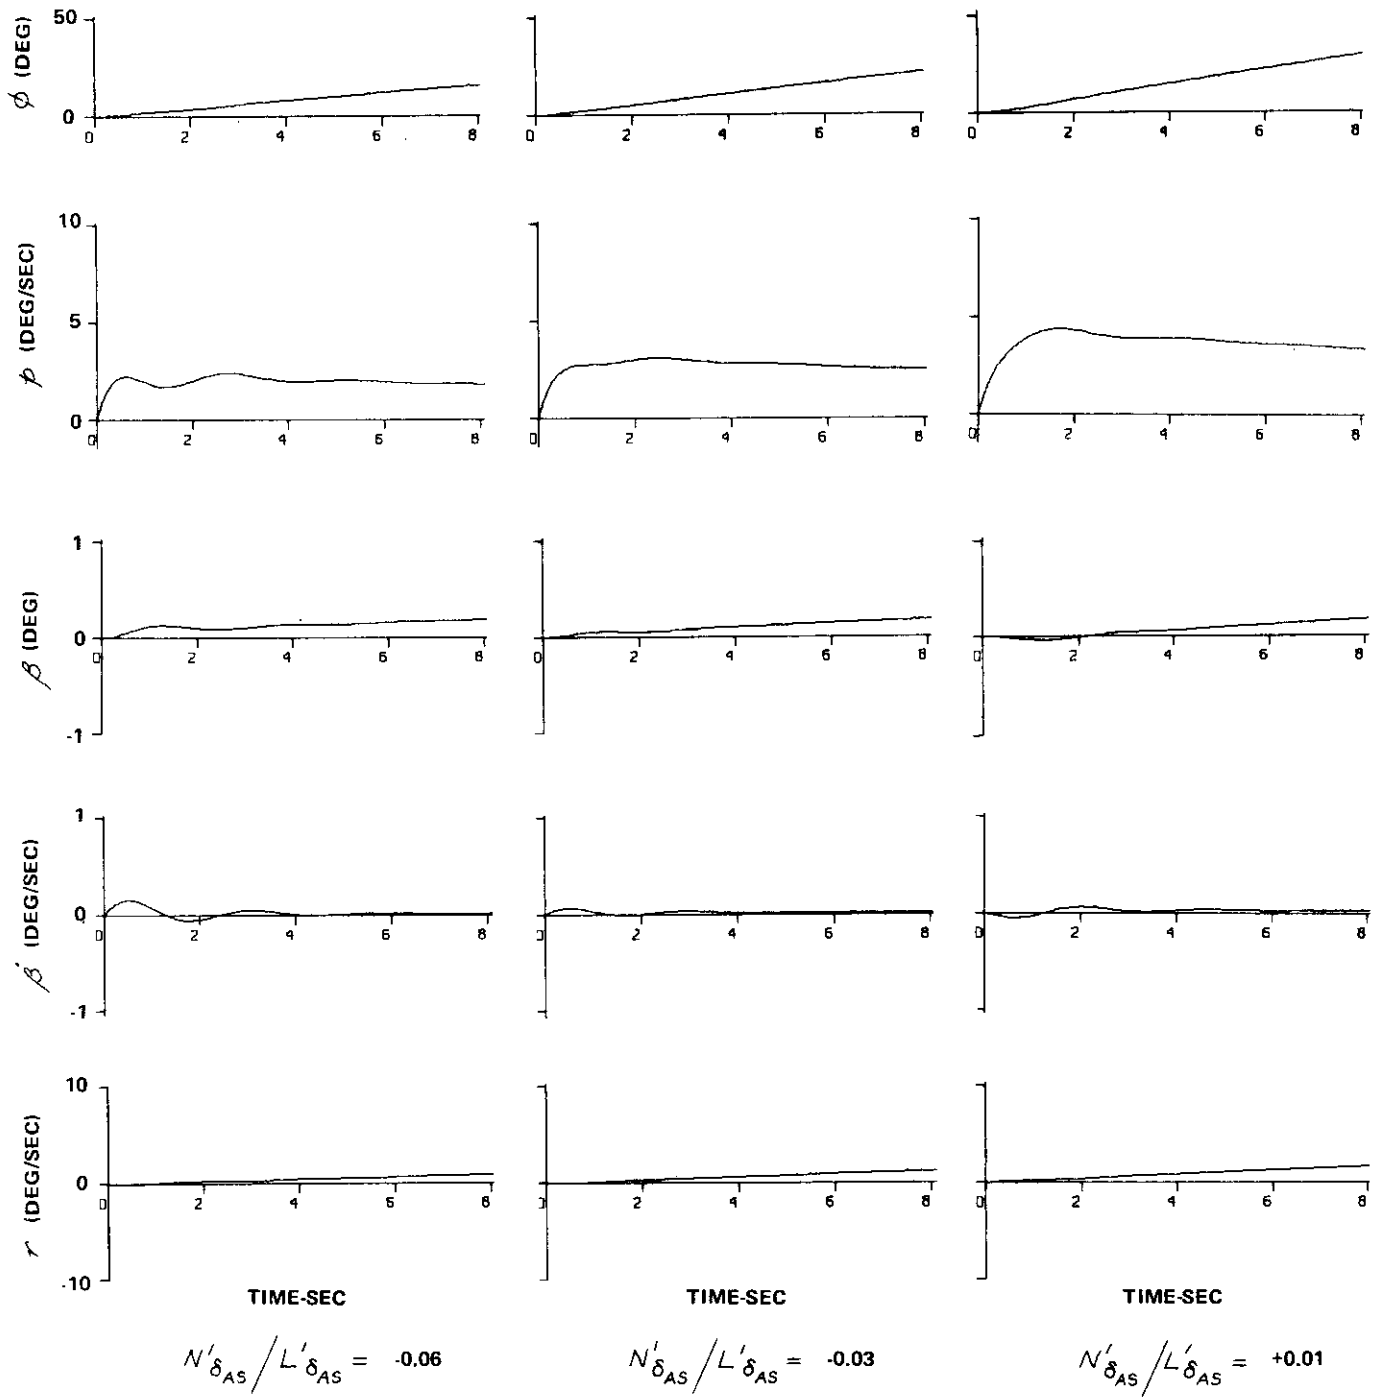 ϕ (DEG)
50
0
0 2 4 6 8
0 2 4 6 8
0 2 4 6 8
p (DEG/SEC)
10
5
0
0 2 4 6 8
0 2 4 6 8
0 2 4 6 8
β (DEG)
1
0
-1
0 2 4 6 8
0 2 4 6 8
0 2 4 6 8
β̇ (DEG/SEC)
1
0
-1
0 2 4 6 8
0 2 4 6 8
0 2 4 6 8
r (DEG/SEC)
10
0
-10
0 2 4 6 8
0 2 4 6 8
0 2 4 6 8
TIME-SEC
TIME-SEC
TIME-SEC
N'δAS / L'δAS = -0.06
N'δAS / L'δAS = -0.03
N'δAS / L'δAS = +0.01